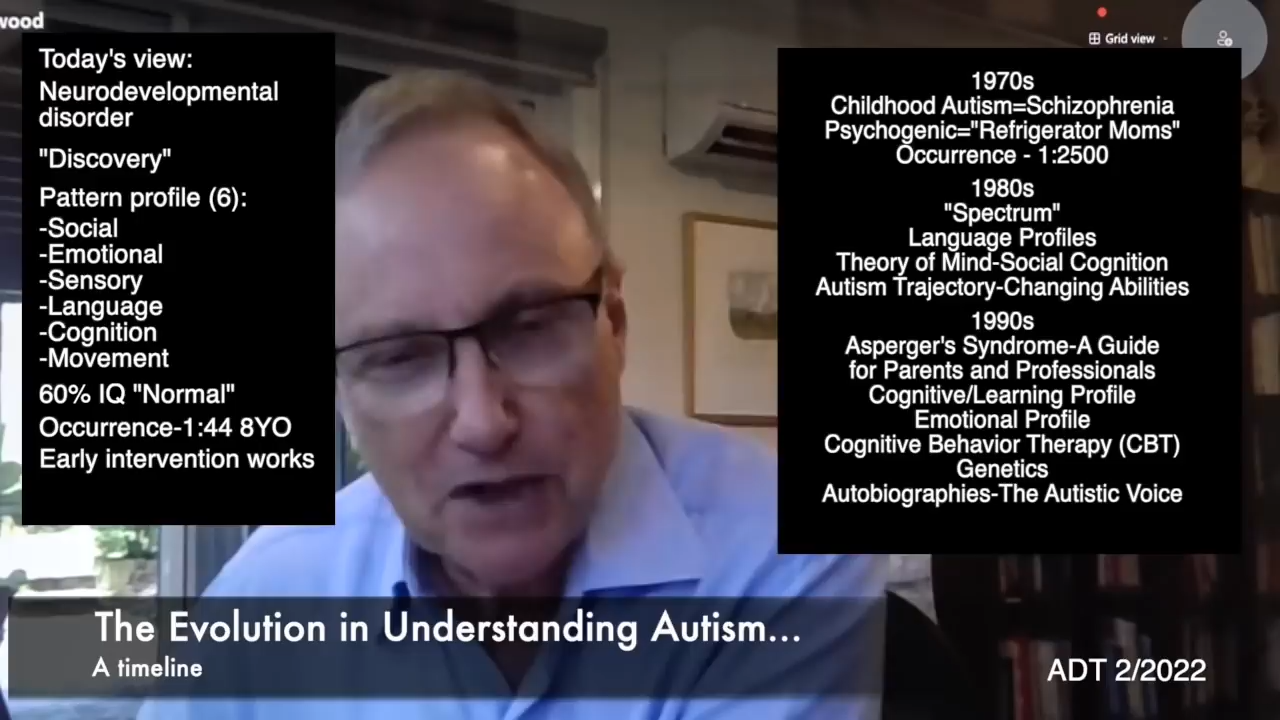 wood
Grid view
Today's view:
Neurodevelopmental
disorder
"Discovery"
Pattern profile (6):
-Social
-Emotional
-Sensory
-Language
-Cognition
-Movement
60% IQ "Normal"
Occurrence-1:44 8YO
Early intervention works
1970s
Childhood Autism=Schizophrenia
Psychogenic="Refrigerator Moms"
Occurrence - 1:2500
1980s
"Spectrum"
Language Profiles
Theory of Mind-Social Cognition
Autism Trajectory-Changing Abilities
1990s
Asperger's Syndrome-A Guide
for Parents and Professionals
Cognitive/Learning Profile
Emotional Profile
Cognitive Behavior Therapy (CBT)
Genetics
Autobiographies-The Autistic Voice
The Evolution in Understanding Autism...
A timeline
ADT 2/2022